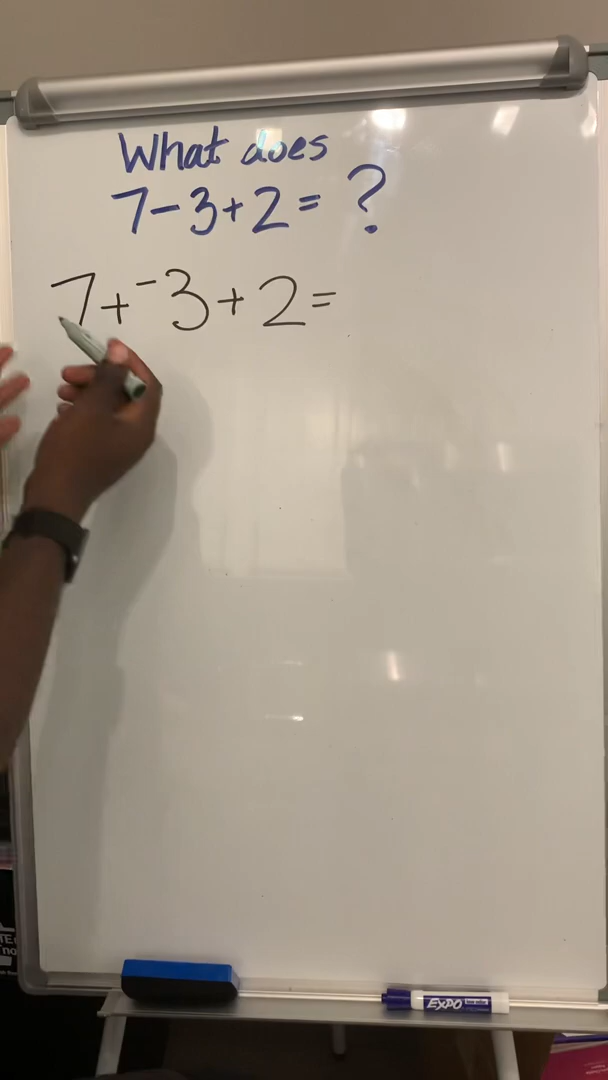 What does
7-3+2= ?
7+⁻3+2=
EXPO